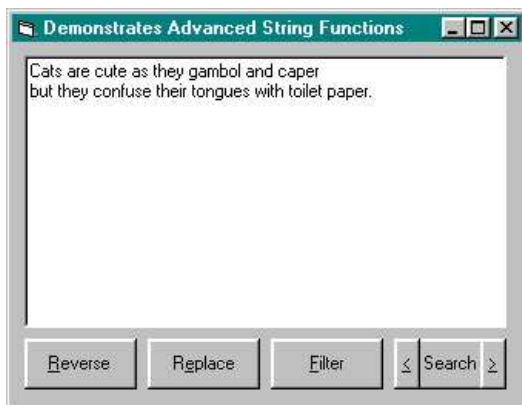 Demonstrates Advanced String Functions
Cats are cute as they gambol and caper
but they confuse their tongues with toilet paper.
Reverse Replace Filter < Search >